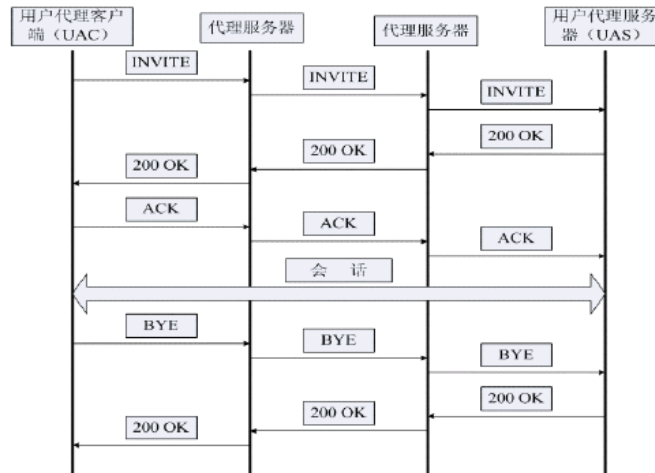 用户代理客户
端（UAC）
代理服务器
代理服务器
用户代理服务
器（UAS）
INVITE
INVITE
INVITE
200 OK
200 OK
200 OK
ACK
ACK
ACK
会 话
BYE
BYE
BYE
200 OK
200 OK
200 OK